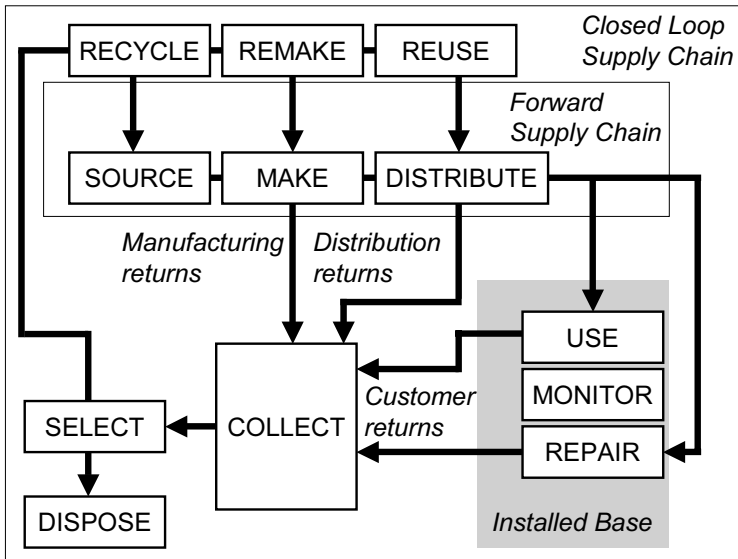 Closed Loop
Supply Chain
RECYCLE
REMAKE
REUSE
Forward
Supply Chain
SOURCE
MAKE
DISTRIBUTE
Manufacturing
returns
Distribution
returns
USE
MONITOR
REPAIR
Customer
returns
COLLECT
SELECT
DISPOSE
Installed Base